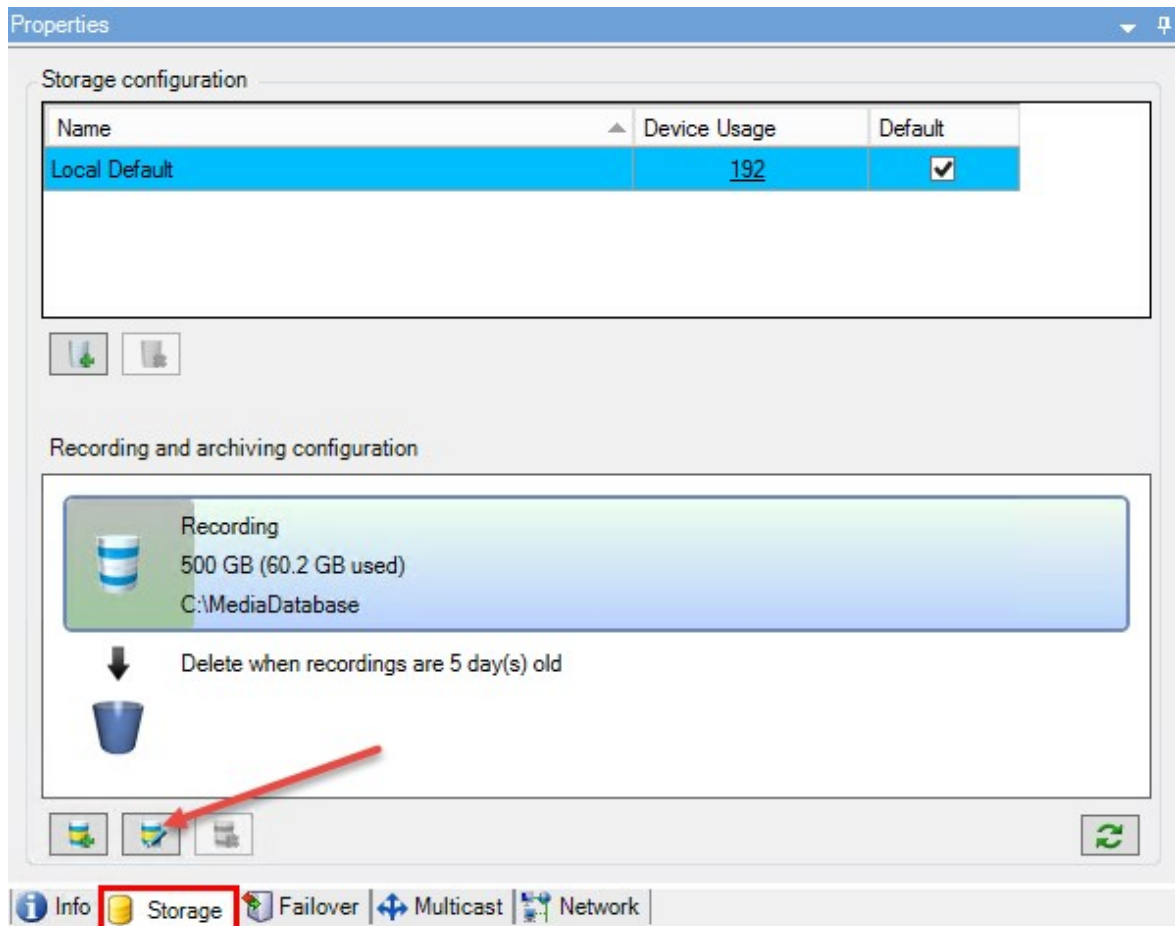 Properties
Storage configuration
Name Device Usage Default
Local Default 192
Recording and archiving configuration
Recording
500 GB (60.2 GB used)
C:\MediaDatabase
Delete when recordings are 5 day(s) old
Info Storage Failover Multicast Network